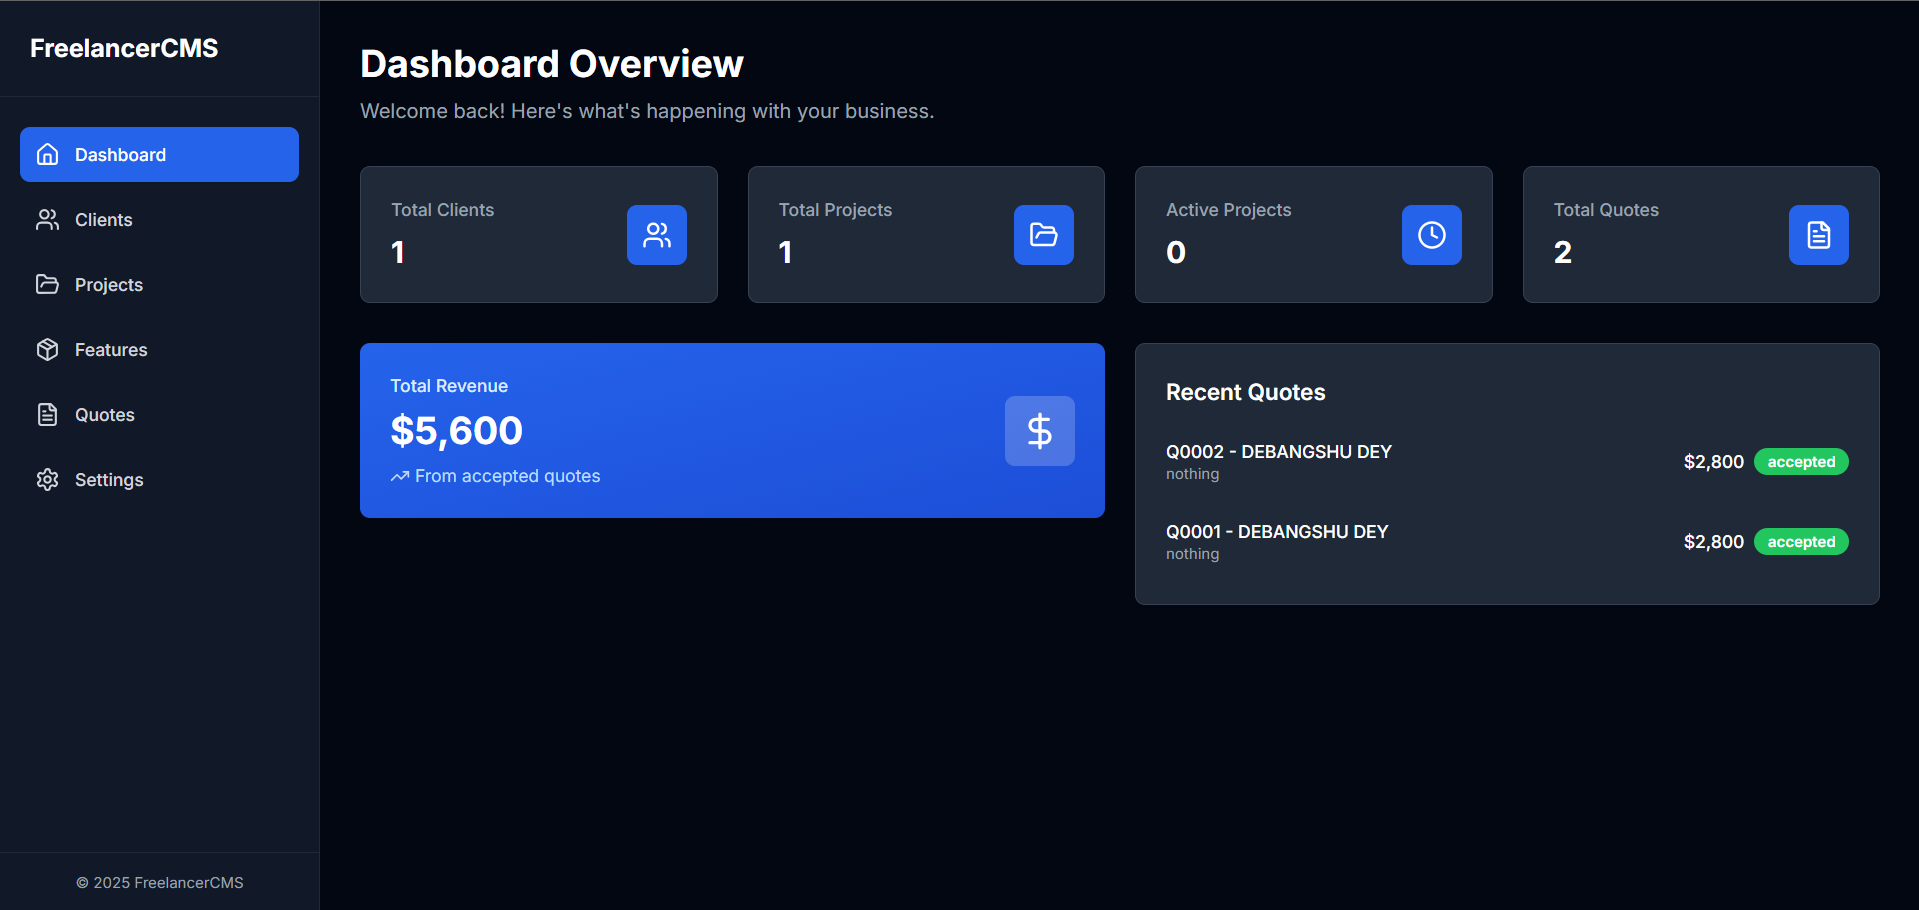 FreelancerCMS
Dashboard
Clients
Projects
Features
Quotes
Settings
© 2025 FreelancerCMS
Dashboard Overview
Welcome back! Here's what's happening with your business.
Total Clients
1
Total Projects
1
Active Projects
0
Total Quotes
2
Total Revenue
$5,600
From accepted quotes
Recent Quotes
Q0002 - DEBANGSHU DEY
nothing
$2,800 accepted
Q0001 - DEBANGSHU DEY
nothing
$2,800 accepted